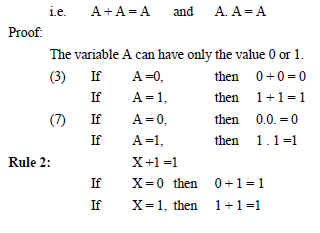 i.e. A + A = A and A. A = A
Proof:
The variable A can have only the value 0 or 1.
(3) If A =0, then 0 + 0 = 0
If A = 1, then 1 + 1 = 1
(7) If A = 0, then 0.0. = 0
If A =1, then 1 . 1 =1
Rule 2: X +1 =1
If X = 0 then 0 + 1 = 1
If X = 1, then 1 + 1 =1